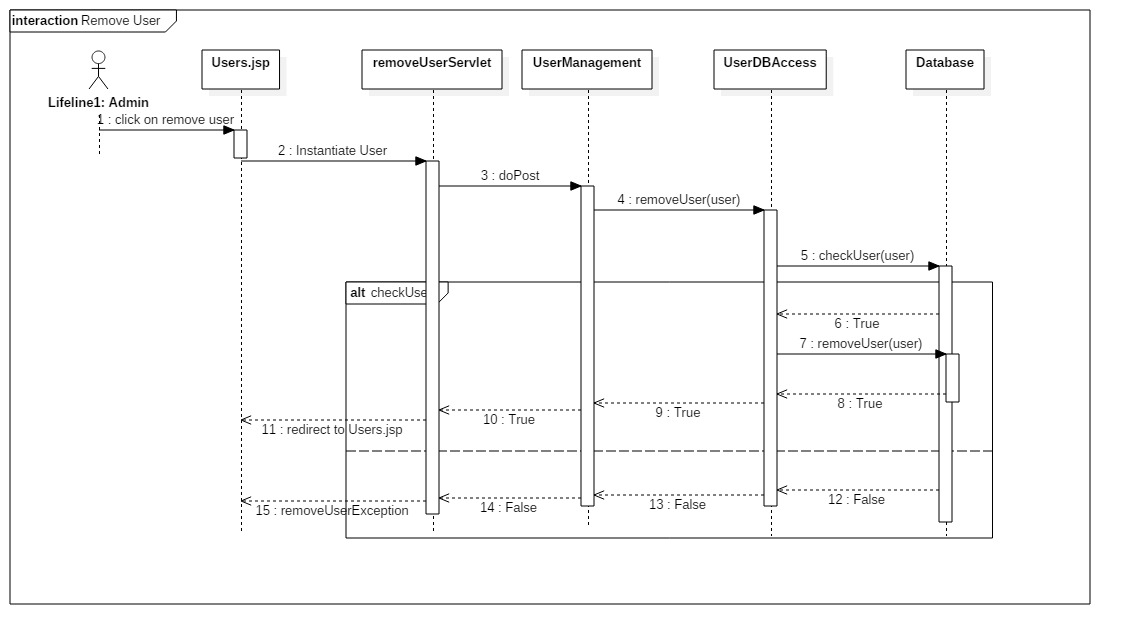 interaction Remove User
Users.jsp
removeUserServlet
UserManagement
UserDBAccess
Database
Lifeline1: Admin
1 : click on remove user
2 : Instantiate User
3 : doPost
4 : removeUser(user)
5 : checkUser(user)
alt checkUse
6 : True
7 : removeUser(user)
8 : True
9 : True
10 : True
11 : redirect to Users.jsp
12 : False
13 : False
14 : False
15 : removeUserException